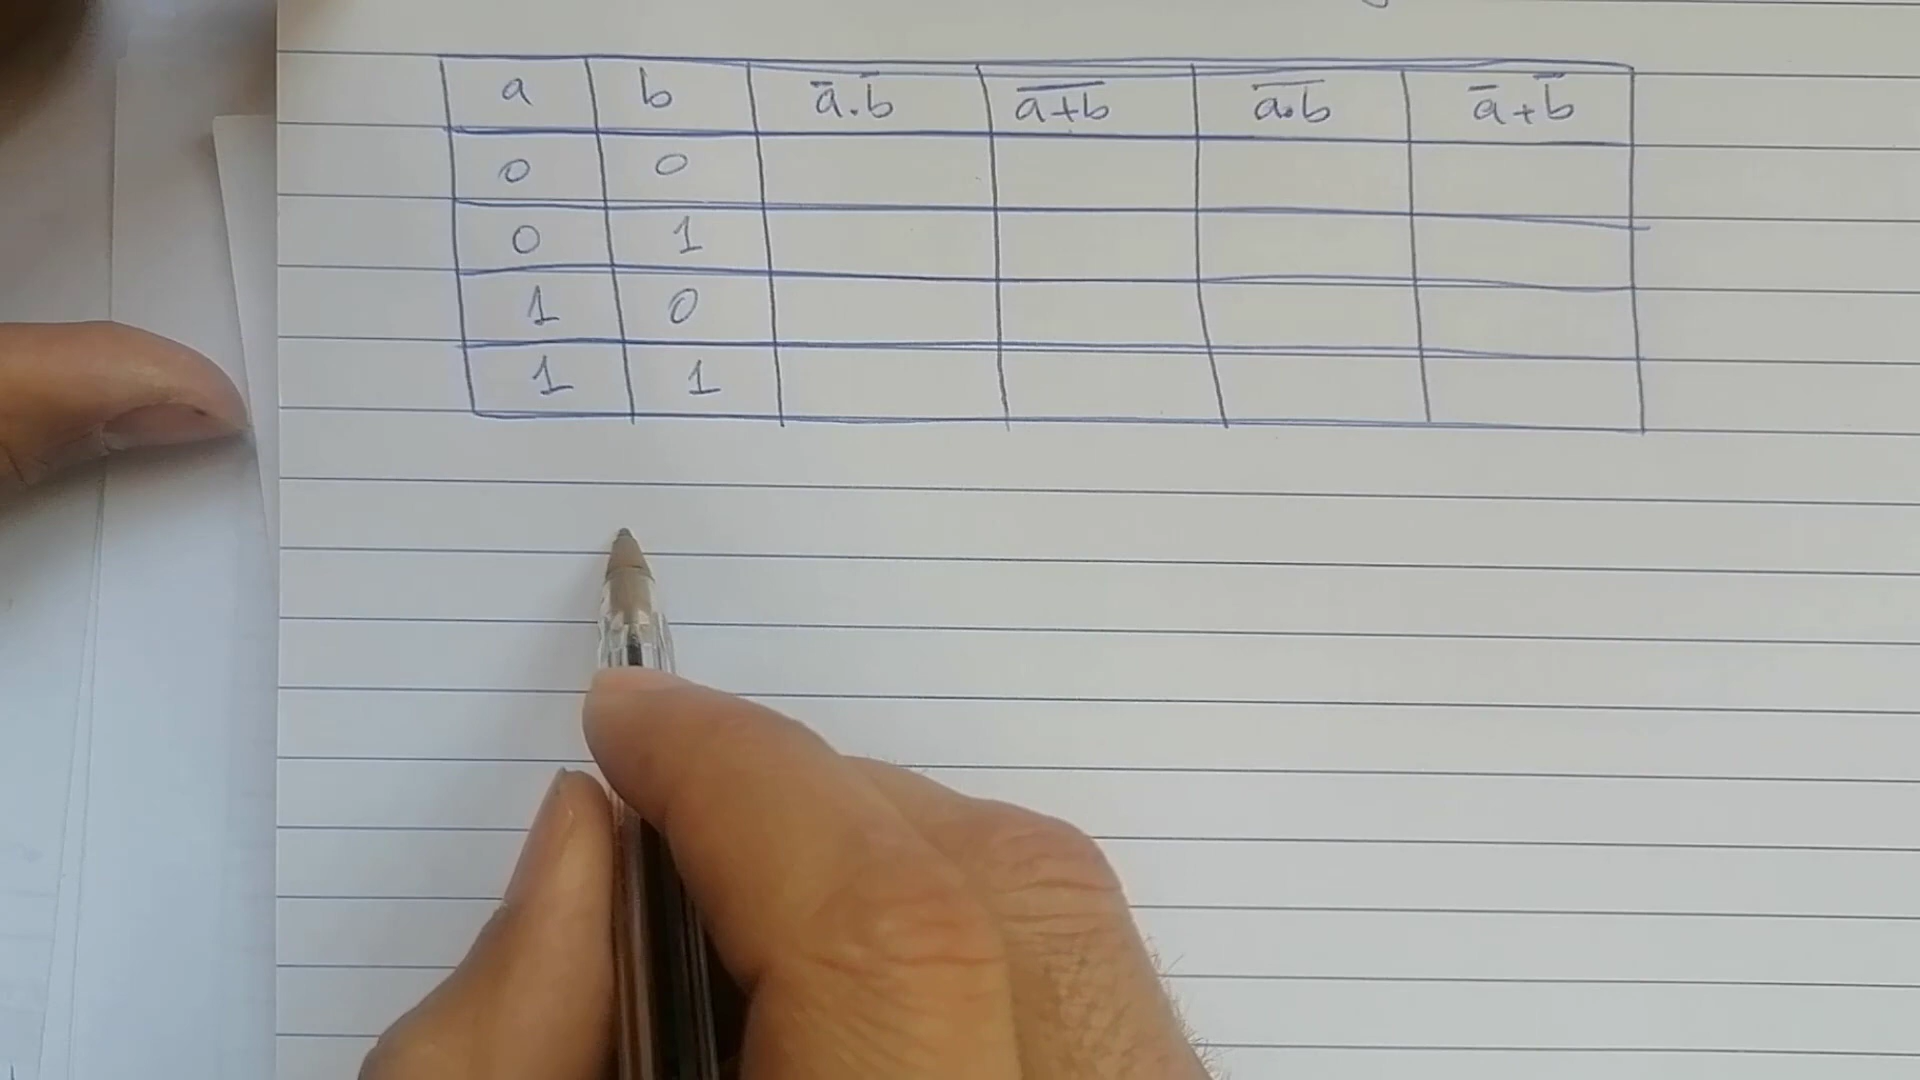 a b a̅.b̅ a̅+̅b̅ a̅.̅b̅ a̅+b̅
0 0
0 1
1 0
1 1